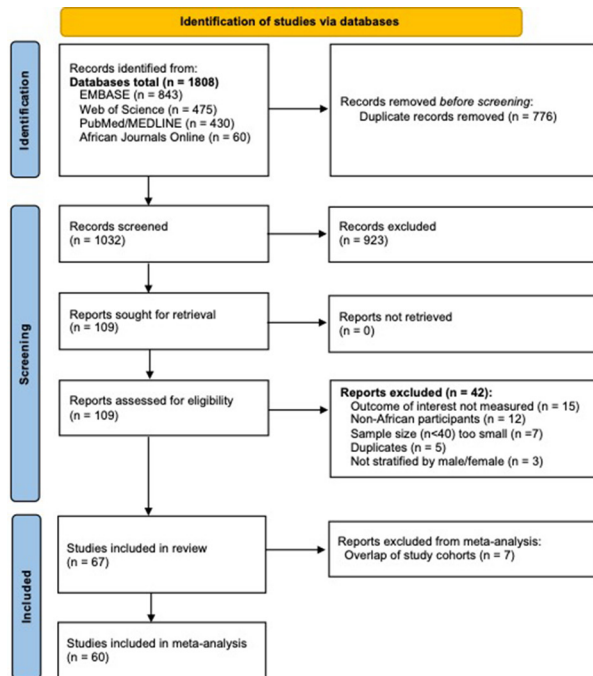 Identification of studies via databases
Identification
Records identified from:
Databases total (n = 1808)
EMBASE (n = 843)
Web of Science (n = 475)
PubMed/MEDLINE (n = 430)
African Journals Online (n = 60)
Records removed before screening:
Duplicate records removed (n = 776)
Screening
Records screened
(n = 1032)
Records excluded
(n = 923)
Reports sought for retrieval
(n = 109)
Reports not retrieved
(n = 0)
Reports assessed for eligibility
(n = 109)
Reports excluded (n = 42):
Outcome of interest not measured (n = 15)
Non-African participants (n = 12)
Sample size (n<40) too small (n =7)
Duplicates (n = 5)
Not stratified by male/female (n = 3)
Included
Studies included in review
(n = 67)
Reports excluded from meta-analysis:
Overlap of study cohorts (n = 7)
Studies included in meta-analysis
(n = 60)